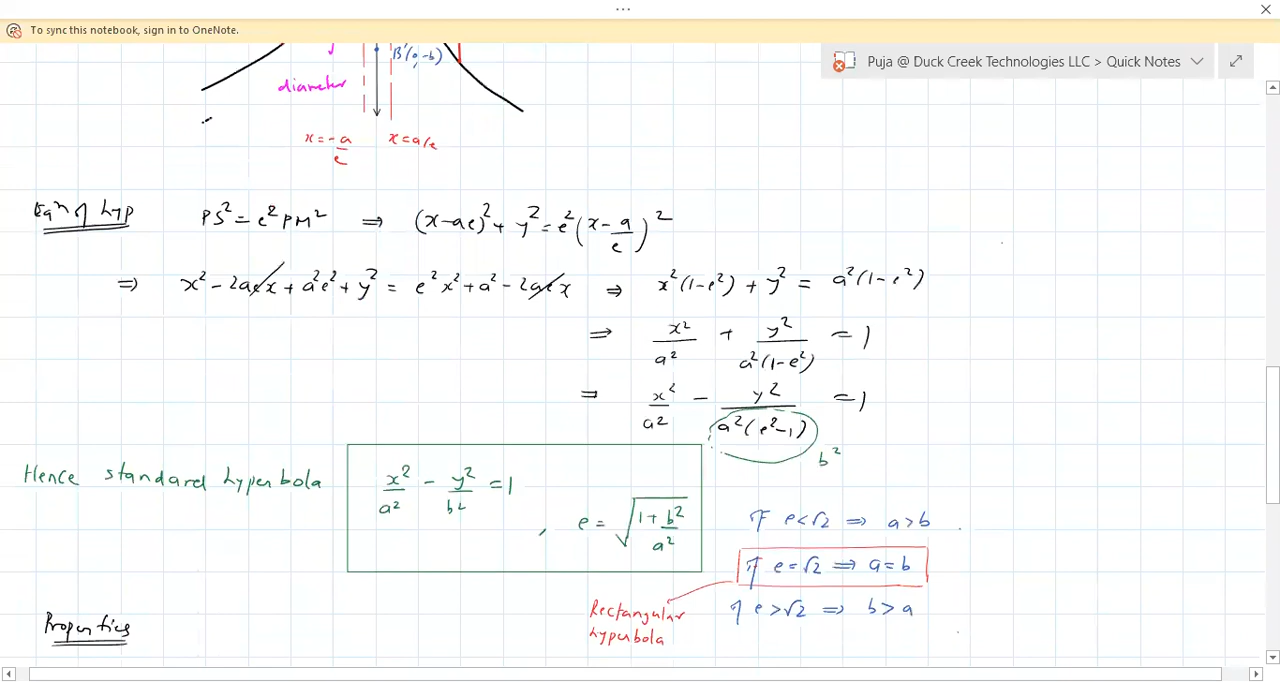 To sync this notebook, sign in to OneNote.
Puja @ Duck Creek Technologies LLC > Quick Notes
B'(0, -b)
diameter
x = -a/e x = a/e
Eqn of hyp PS² = e²PM² ⇒ (x-ae)² + y² = e²(x - a/e)²
⇒ x² - 2aex + a²e² + y² = e²x² + a² - 2aex ⇒ x²(1-e²) + y² = a²(1-e²)
⇒ x²/a² + y²/a²(1-e²) = 1
⇒ x²/a² - y²/a²(e²-1) = 1
b²
Hence standard hyperbola x²/a² - y²/b² = 1 , e = √(1 + b²/a²)
If e < √2 ⇒ a > b
if e = √2 ⇒ a = b
if e > √2 ⇒ b > a
Rectangular
hyperbola
Properties